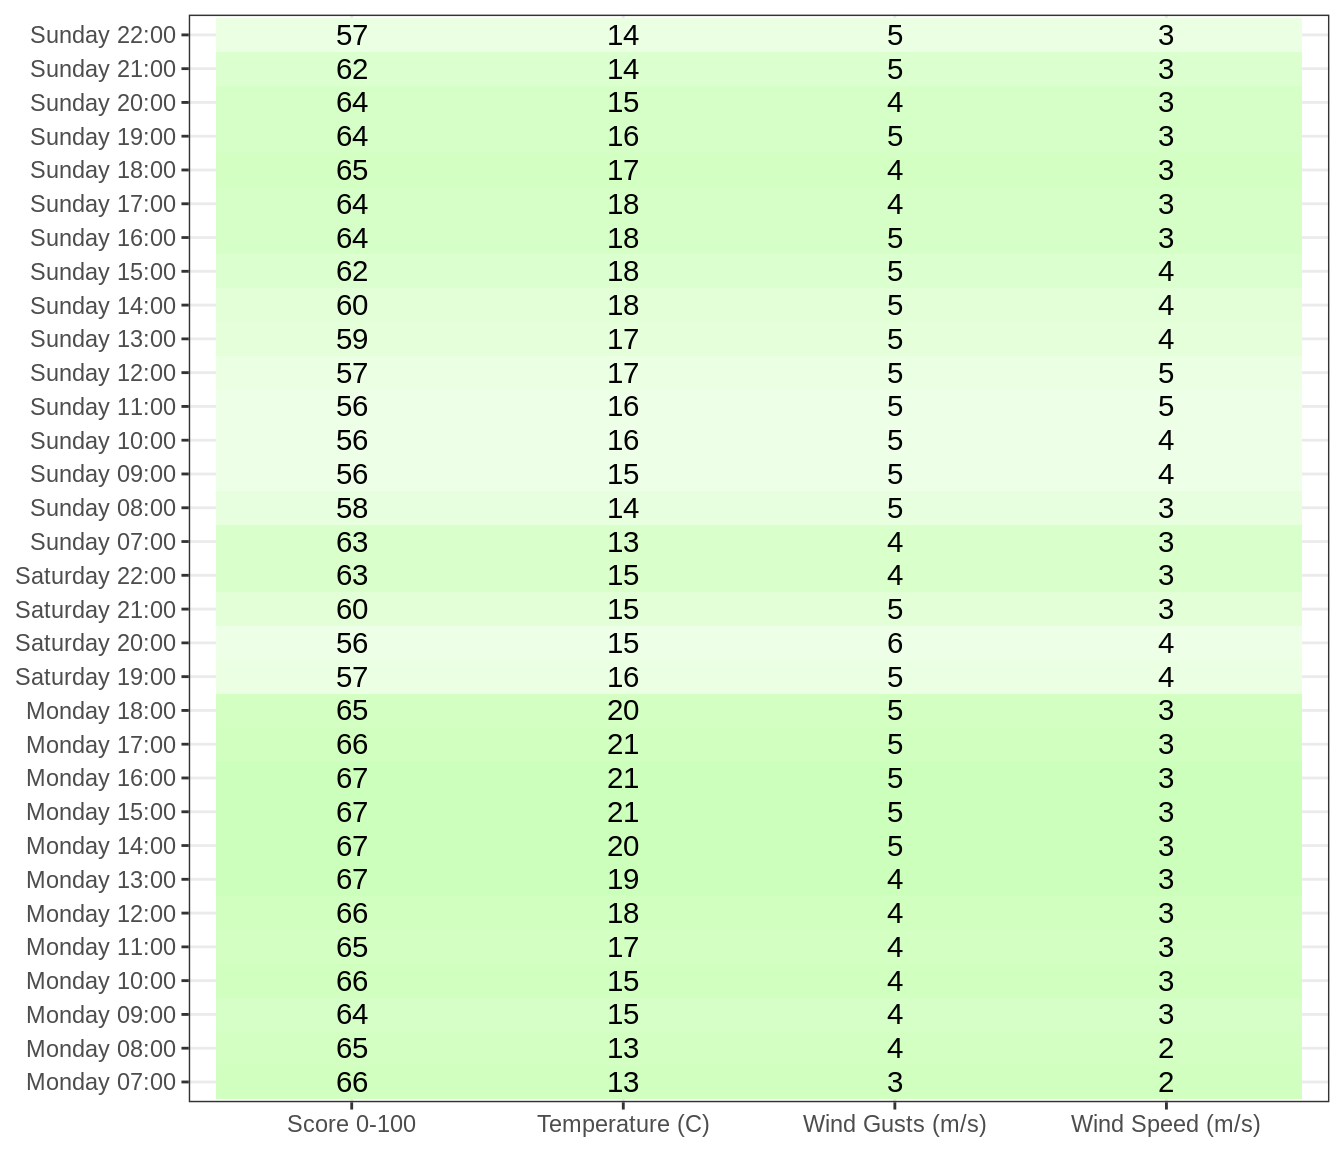 Sunday 22:00 57 14 5 3
Sunday 21:00 62 14 5 3
Sunday 20:00 64 15 4 3
Sunday 19:00 64 16 5 3
Sunday 18:00 65 17 4 3
Sunday 17:00 64 18 4 3
Sunday 16:00 64 18 5 3
Sunday 15:00 62 18 5 4
Sunday 14:00 60 18 5 4
Sunday 13:00 59 17 5 4
Sunday 12:00 57 17 5 5
Sunday 11:00 56 16 5 5
Sunday 10:00 56 16 5 4
Sunday 09:00 56 15 5 4
Sunday 08:00 58 14 5 3
Sunday 07:00 63 13 4 3
Saturday 22:00 63 15 4 3
Saturday 21:00 60 15 5 3
Saturday 20:00 56 15 6 4
Saturday 19:00 57 16 5 4
Monday 18:00 65 20 5 3
Monday 17:00 66 21 5 3
Monday 16:00 67 21 5 3
Monday 15:00 67 21 5 3
Monday 14:00 67 20 5 3
Monday 13:00 67 19 4 3
Monday 12:00 66 18 4 3
Monday 11:00 65 17 4 3
Monday 10:00 66 15 4 3
Monday 09:00 64 15 4 3
Monday 08:00 65 13 4 2
Monday 07:00 66 13 3 2
Score 0-100 Temperature (C) Wind Gusts (m/s) Wind Speed (m/s)